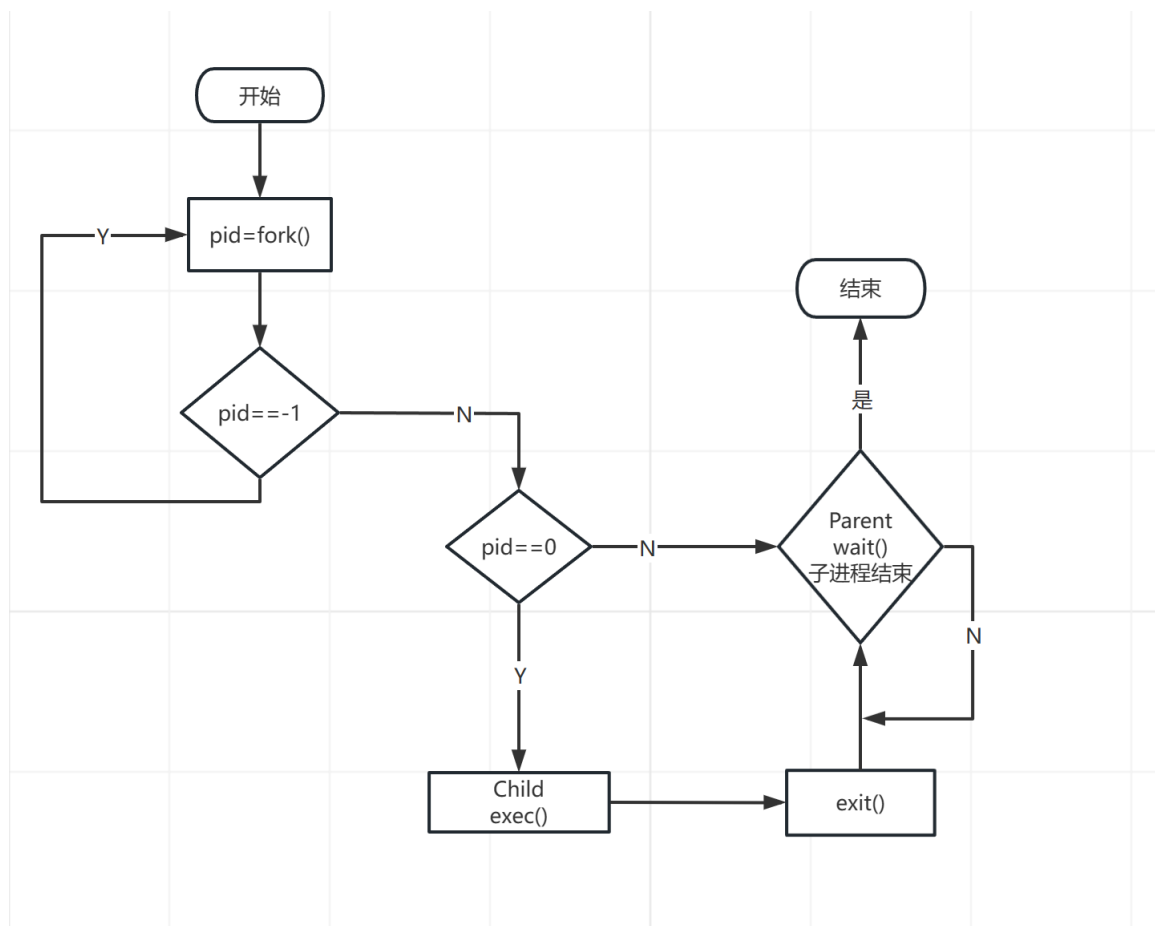 开始
Y
pid=fork()
结束
pid==-1
N
是
Parent
wait()
子进程结束
pid==0
N
N
Y
Child
exec()
exit()